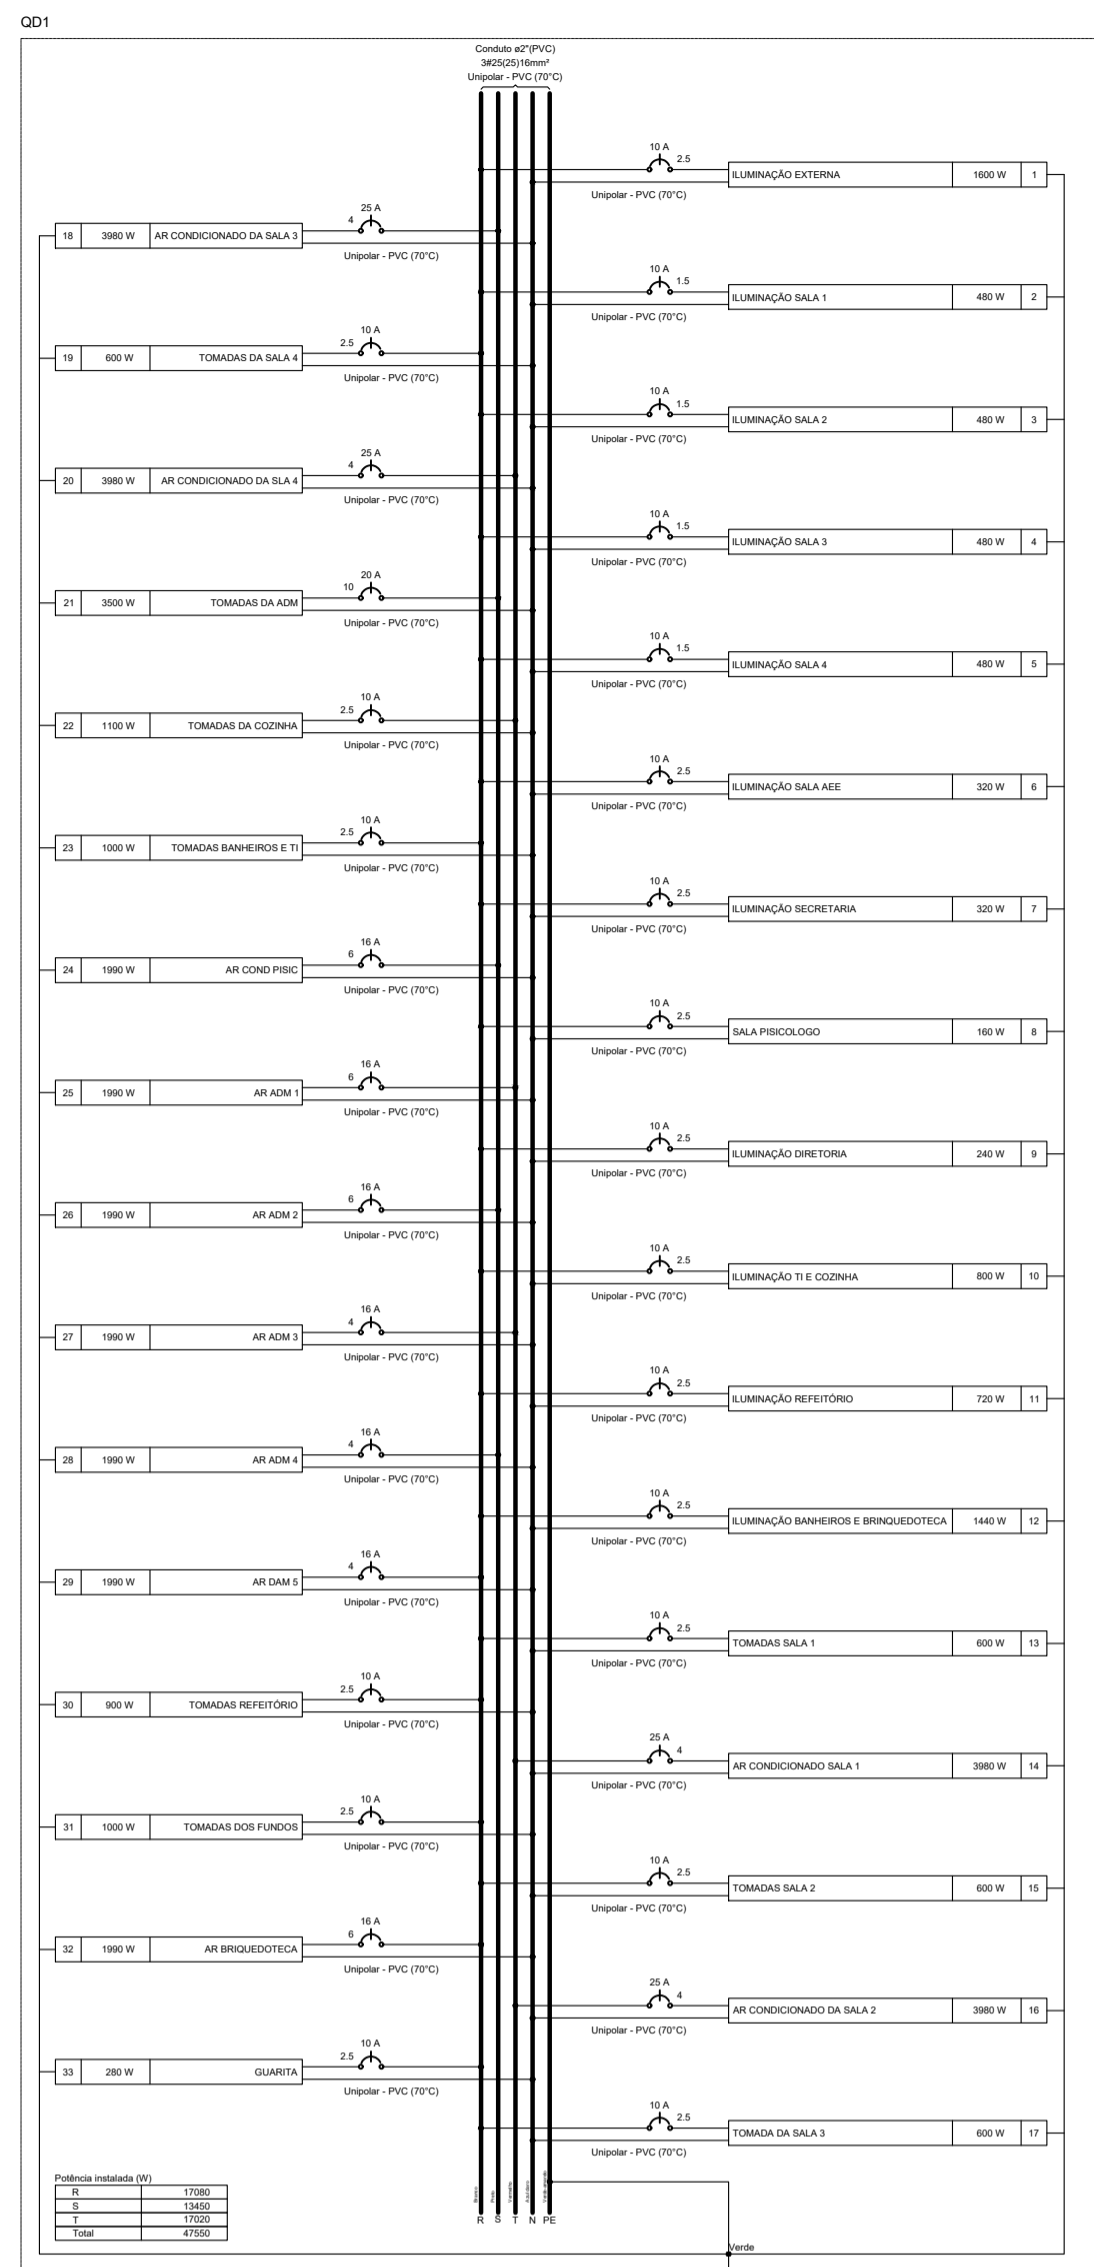 QD1
Conduto ø2"(PVC)
3#25(25)16mm²
Unipolar - PVC (70°C)
10 A
2.5
ILUMINAÇÃO EXTERNA 1600 W 1
Unipolar - PVC (70°C)
25 A
4
18 3980 W AR CONDICIONADO DA SALA 3
Unipolar - PVC (70°C)
10 A
1.5
ILUMINAÇÃO SALA 1 480 W 2
Unipolar - PVC (70°C)
10 A
2.5
19 600 W TOMADAS DA SALA 4
Unipolar - PVC (70°C)
10 A
1.5
ILUMINAÇÃO SALA 2 480 W 3
Unipolar - PVC (70°C)
25 A
4
20 3980 W AR CONDICIONADO DA SLA 4
Unipolar - PVC (70°C)
10 A
1.5
ILUMINAÇÃO SALA 3 480 W 4
Unipolar - PVC (70°C)
20 A
10
21 3500 W TOMADAS DA ADM
Unipolar - PVC (70°C)
10 A
1.5
ILUMINAÇÃO SALA 4 480 W 5
Unipolar - PVC (70°C)
10 A
2.5
22 1100 W TOMADAS DA COZINHA
Unipolar - PVC (70°C)
10 A
2.5
ILUMINAÇÃO SALA AEE 320 W 6
Unipolar - PVC (70°C)
10 A
2.5
23 1000 W TOMADAS BANHEIROS E TI
Unipolar - PVC (70°C)
10 A
2.5
ILUMINAÇÃO SECRETARIA 320 W 7
Unipolar - PVC (70°C)
16 A
6
24 1990 W AR COND PISIC
Unipolar - PVC (70°C)
10 A
2.5
SALA PISICOLOGO 160 W 8
Unipolar - PVC (70°C)
16 A
6
25 1990 W AR ADM 1
Unipolar - PVC (70°C)
10 A
2.5
ILUMINAÇÃO DIRETORIA 240 W 9
Unipolar - PVC (70°C)
16 A
6
26 1990 W AR ADM 2
Unipolar - PVC (70°C)
10 A
2.5
ILUMINAÇÃO TI E COZINHA 800 W 10
Unipolar - PVC (70°C)
16 A
4
27 1990 W AR ADM 3
Unipolar - PVC (70°C)
10 A
2.5
ILUMINAÇÃO REFEITÓRIO 720 W 11
Unipolar - PVC (70°C)
16 A
4
28 1990 W AR ADM 4
Unipolar - PVC (70°C)
10 A
2.5
ILUMINAÇÃO BANHEIROS E BRINQUEDOTECA 1440 W 12
Unipolar - PVC (70°C)
16 A
4
29 1990 W AR DAM 5
Unipolar - PVC (70°C)
10 A
2.5
TOMADAS SALA 1 600 W 13
Unipolar - PVC (70°C)
10 A
2.5
30 900 W TOMADAS REFEITÓRIO
Unipolar - PVC (70°C)
25 A
4
AR CONDICIONADO SALA 1 3980 W 14
Unipolar - PVC (70°C)
10 A
2.5
31 1000 W TOMADAS DOS FUNDOS
Unipolar - PVC (70°C)
10 A
2.5
TOMADAS SALA 2 600 W 15
Unipolar - PVC (70°C)
16 A
6
32 1990 W AR BRIQUEDOTECA
Unipolar - PVC (70°C)
25 A
4
AR CONDICIONADO DA SALA 2 3980 W 16
Unipolar - PVC (70°C)
10 A
2.5
33 280 W GUARITA
Unipolar - PVC (70°C)
10 A
2.5
TOMADA DA SALA 3 600 W 17
Unipolar - PVC (70°C)
Potência instalada (W)
R 17080
S 13450
T 17020
Total 47550
Branco
Preto
Vermelho
R S T N PE
Verde